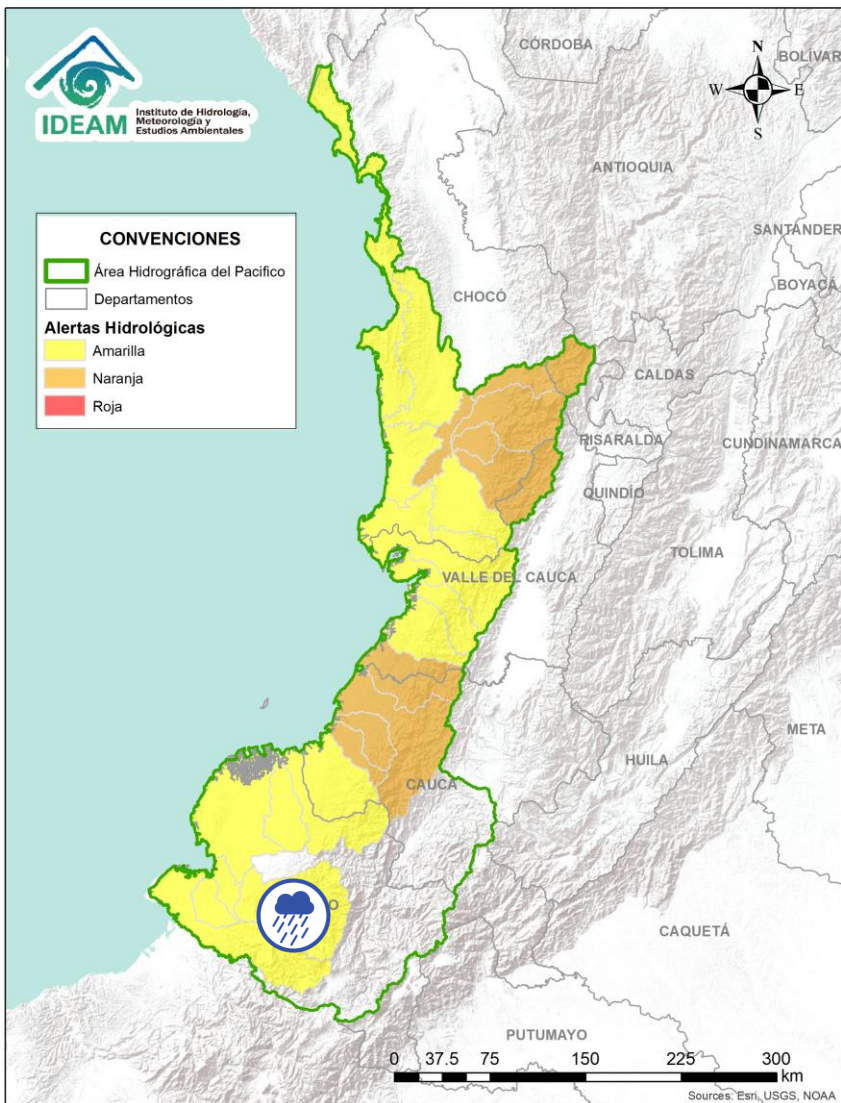 IDEAM
Instituto de Hidrología,
Meteorología y
Estudios Ambientales
CÓRDOBA
BOLÍVAR
N
W E
S
ANTIOQUIA
SANTANDER
BOYACÁ
CONVENCIONES
Área Hidrográfica del Pacifico
Departamentos
Alertas Hidrológicas
Amarilla
Naranja
Roja
CHOCÓ
CALDAS
RISARALDA
CUNDINAMARCA
QUINDÍO
TOLIMA
VALLE DEL CAUCA
META
HUILA
CAUCA
O
CAQUETÁ
PUTUMAYO
0 37.5 75 150 225 300
km
Sources: Esri, USGS, NOAA